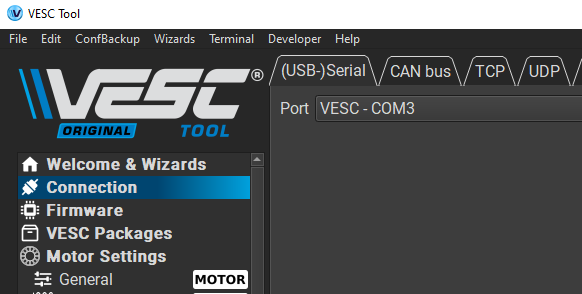 VESC Tool
File Edit ConfBackup Wizards Terminal Developer Help
VESC®
ORIGINAL TOOL
(USB-)Serial CAN bus TCP UDP
Port VESC - COM3
Welcome & Wizards
Connection
Firmware
VESC Packages
Motor Settings
General MOTOR